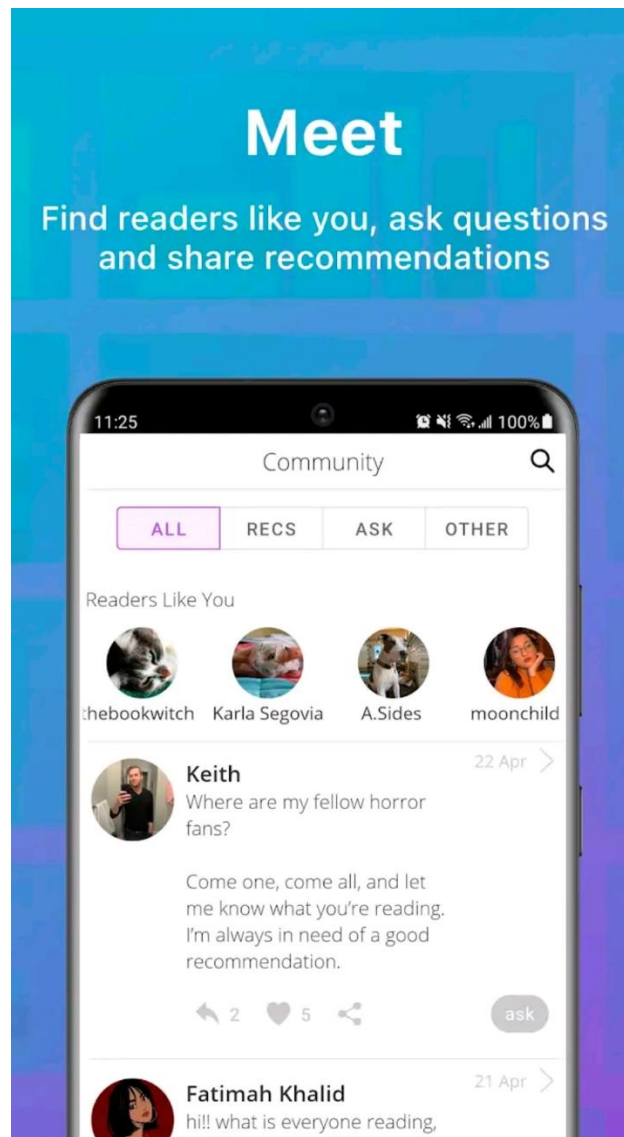 Meet
Find readers like you, ask questions
and share recommendations
11:25
100%
Community
ALL RECS ASK OTHER
Readers Like You
thebookwitch Karla Segovia A.Sides moonchild
Keith
22 Apr
Where are my fellow horror
fans?
Come one, come all, and let
me know what you're reading.
I'm always in need of a good
recommendation.
2 5
ask
Fatimah Khalid
21 Apr
hi!! what is everyone reading,